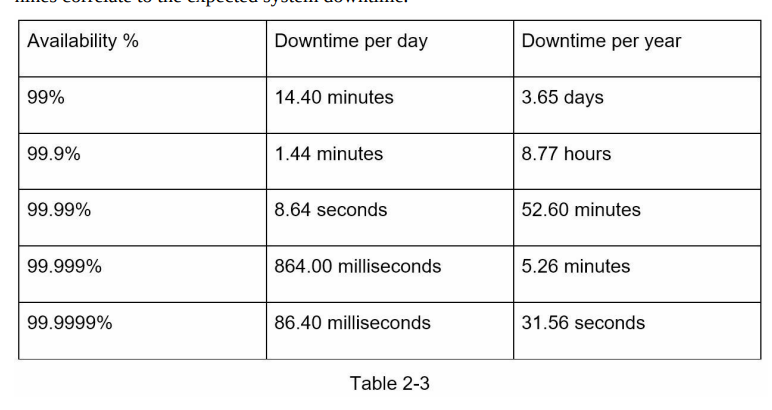 nines correlate to the expected system downtime.
Availability % Downtime per day Downtime per year
99% 14.40 minutes 3.65 days
99.9% 1.44 minutes 8.77 hours
99.99% 8.64 seconds 52.60 minutes
99.999% 864.00 milliseconds 5.26 minutes
99.9999% 86.40 milliseconds 31.56 seconds
Table 2-3